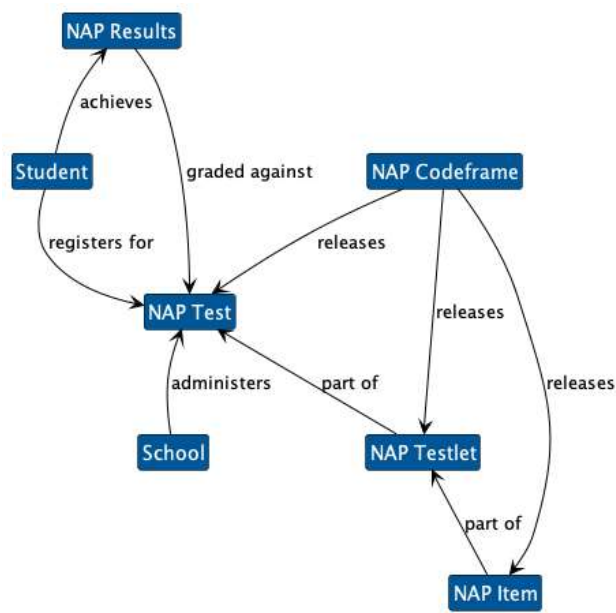 NAP Results
achieves
Student
graded against
NAP Codeframe
registers for
releases
NAP Test
releases
administers
part of
releases
School
NAP Testlet
part of
NAP Item